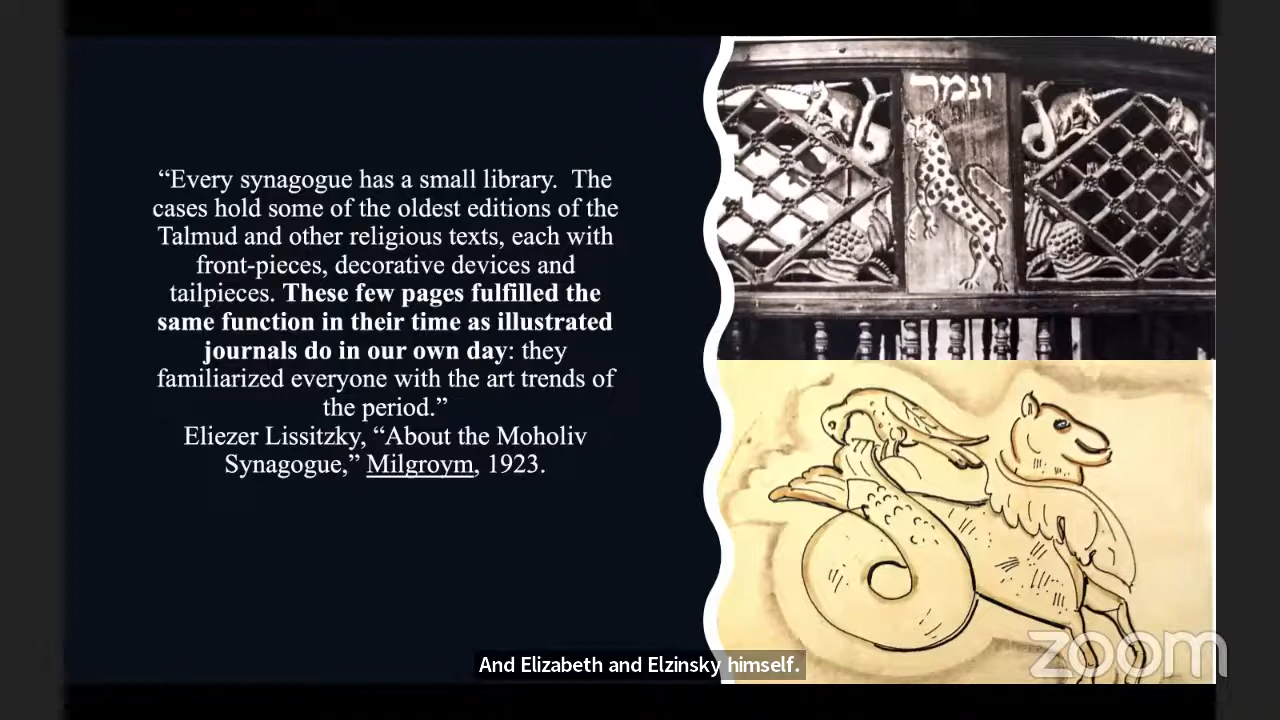 “Every synagogue has a small library.  The
cases hold some of the oldest editions of the
Talmud and other religious texts, each with
front-pieces, decorative devices and
tailpieces. These few pages fulfilled the
same function in their time as illustrated
journals do in our own day: they
familiarized everyone with the art trends of
the period.”
Eliezer Lissitzky, “About the Moholiv
Synagogue,” Milgroym, 1923.
ונמר
And Elizabeth and Elzinsky himself.
zoom